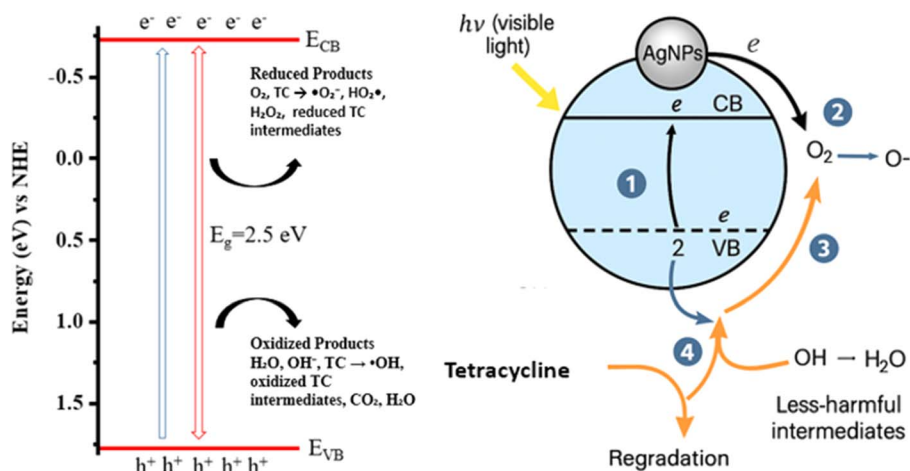 e⁻ e⁻ e⁻ e⁻ e⁻
E_CB
Energy (eV) vs NHE
-0.5
0.0
0.5
1.0
1.5
Reduced Products
O₂, TC → •O₂⁻, HO₂•,
H₂O₂, reduced TC
intermediates
E_g=2.5 eV
Oxidized Products
H₂O, OH⁻, TC → •OH,
oxidized TC
intermediates, CO₂, H₂O
E_VB
h⁺ h⁺ h⁺ h⁺ h⁺
hν (visible
light)
AgNPs
e
e CB
1
2
O₂ → O-
e
2 VB
3
4
OH → H₂O
Tetracycline
Less-harmful
intermediates
Regradation